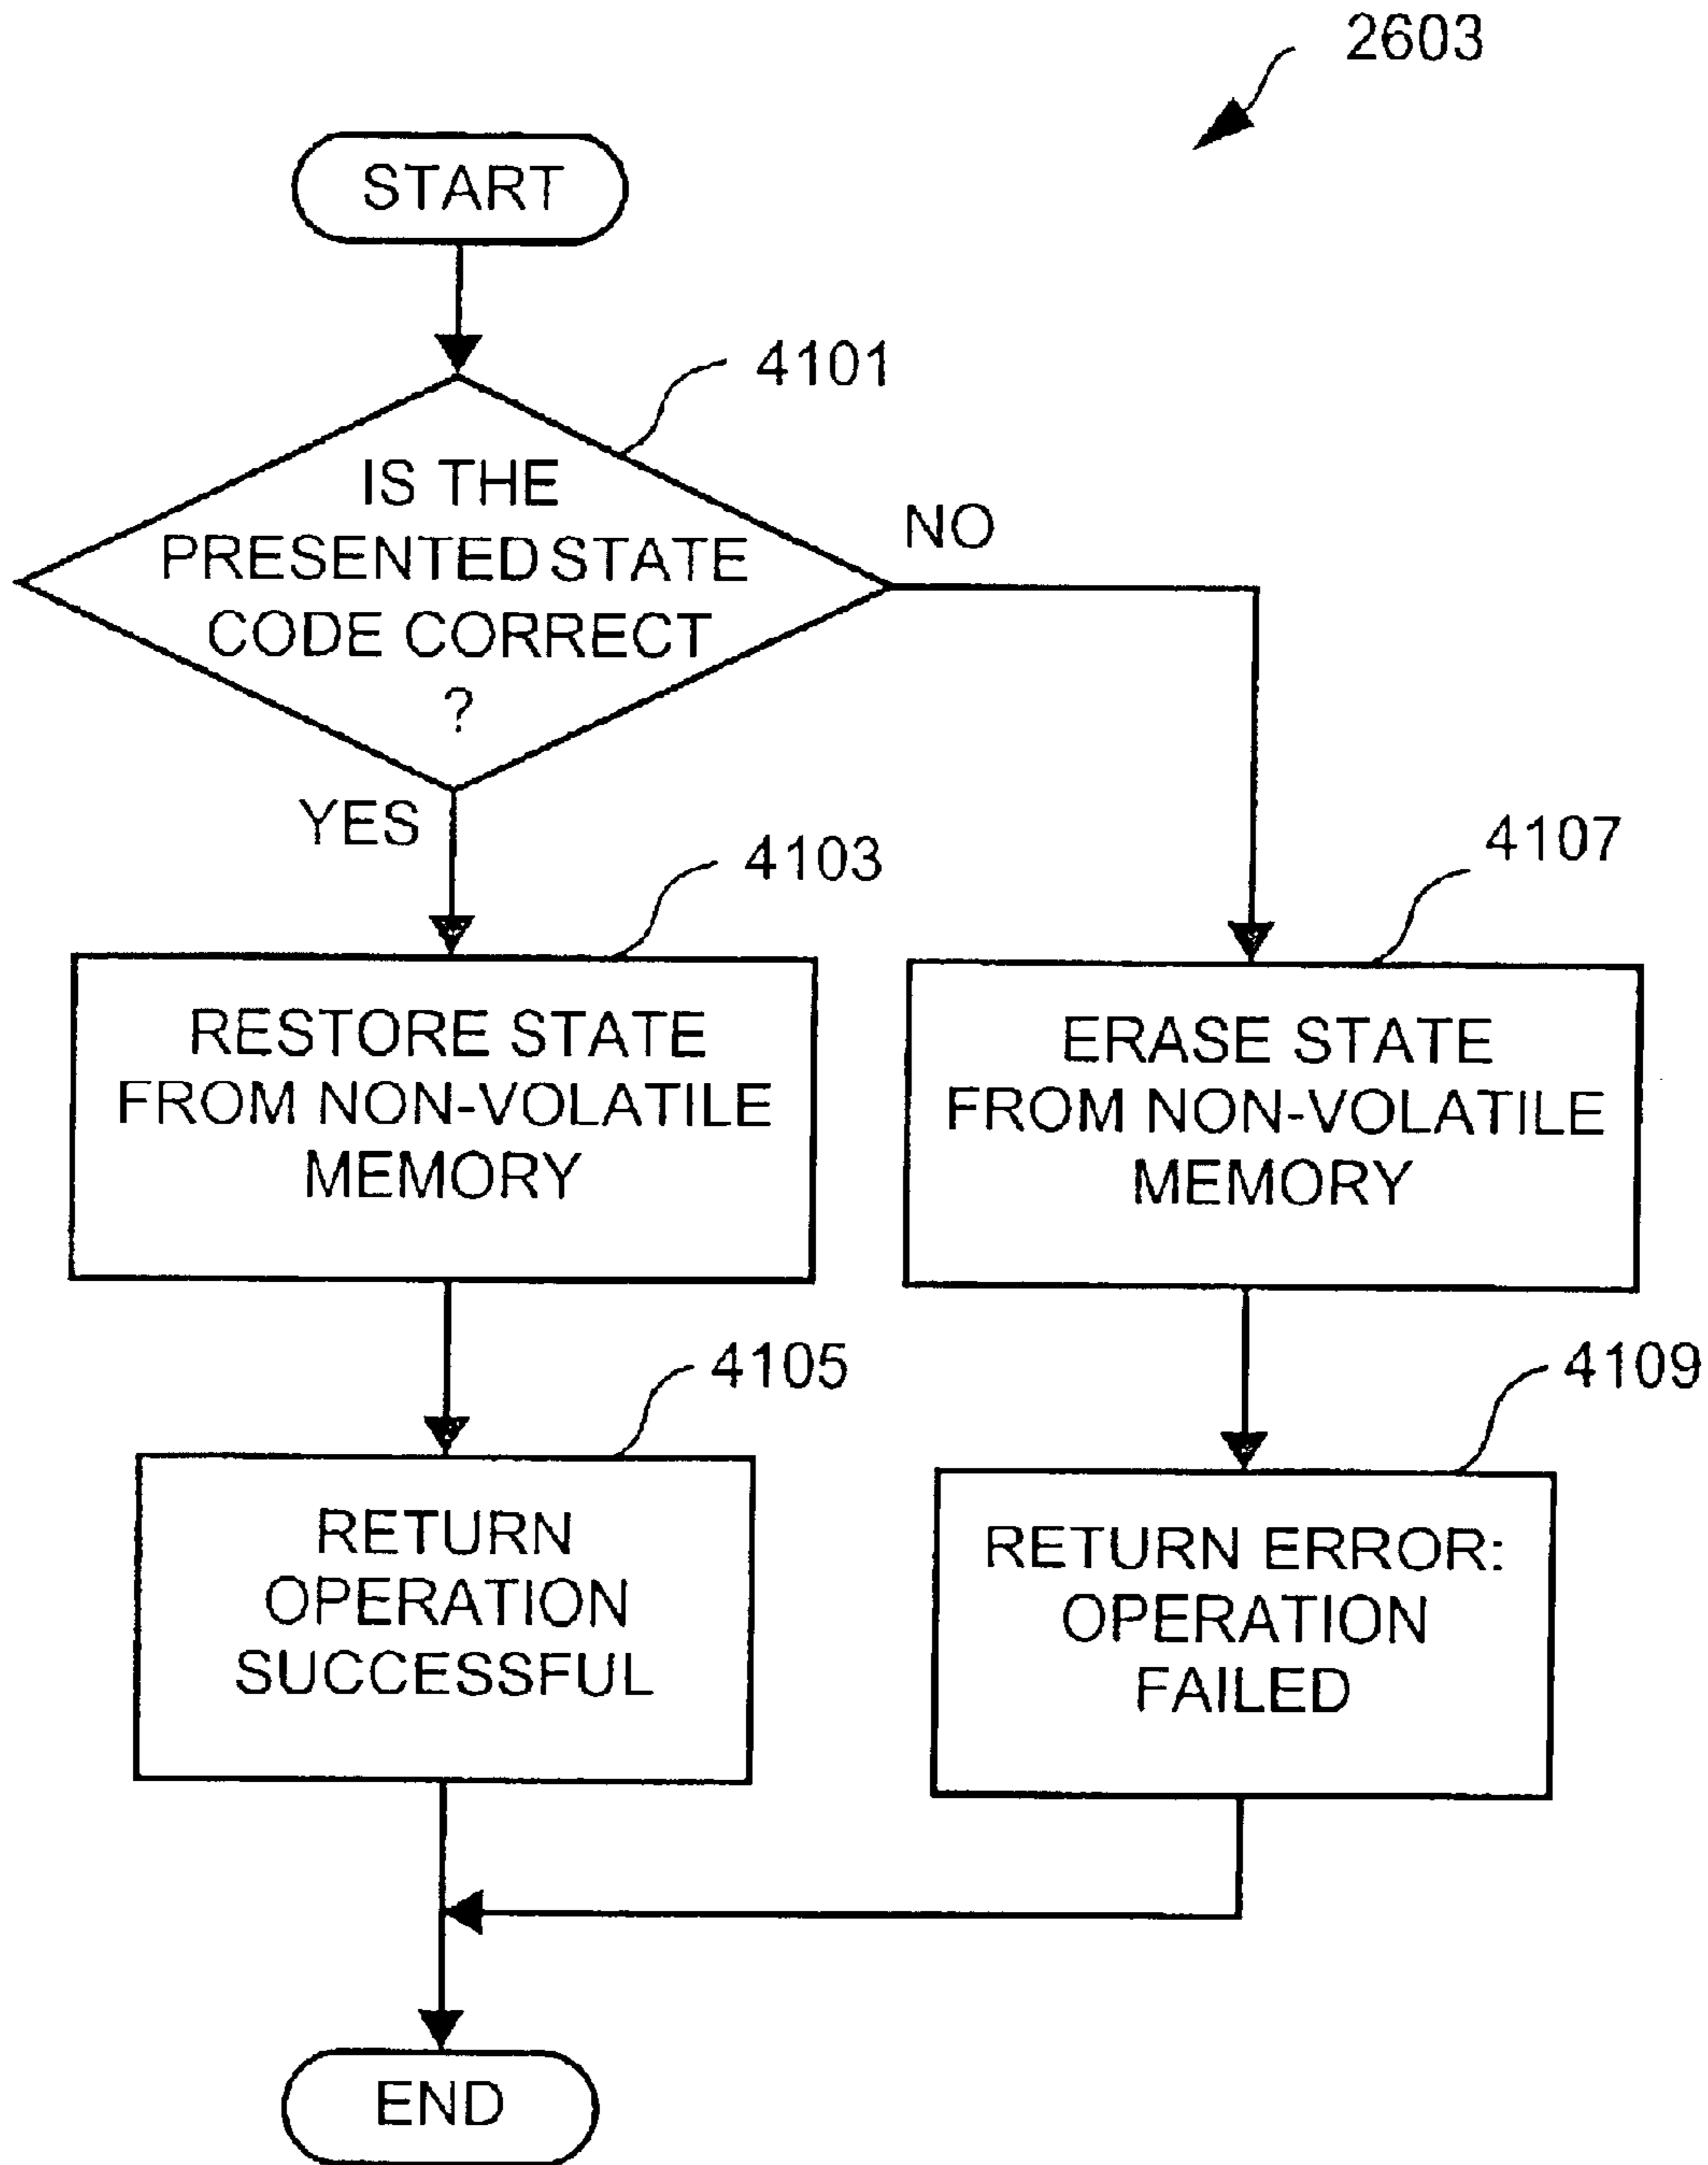 2603
START
4101
IS THE
PRESENTED STATE
CODE CORRECT
?
NO
YES
4103
4107
RESTORE STATE
FROM NON-VOLATILE
MEMORY
ERASE STATE
FROM NON-VOLATILE
MEMORY
4105
4109
RETURN
OPERATION
SUCCESSFUL
RETURN ERROR:
OPERATION
FAILED
END